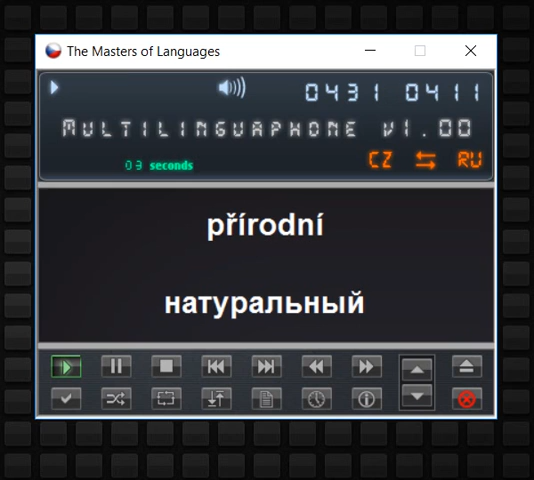 The Masters of Languages
0431 0411
MULTILINGUAPHONE v1.00
03 seconds
CZ RU
přírodní
натуральный